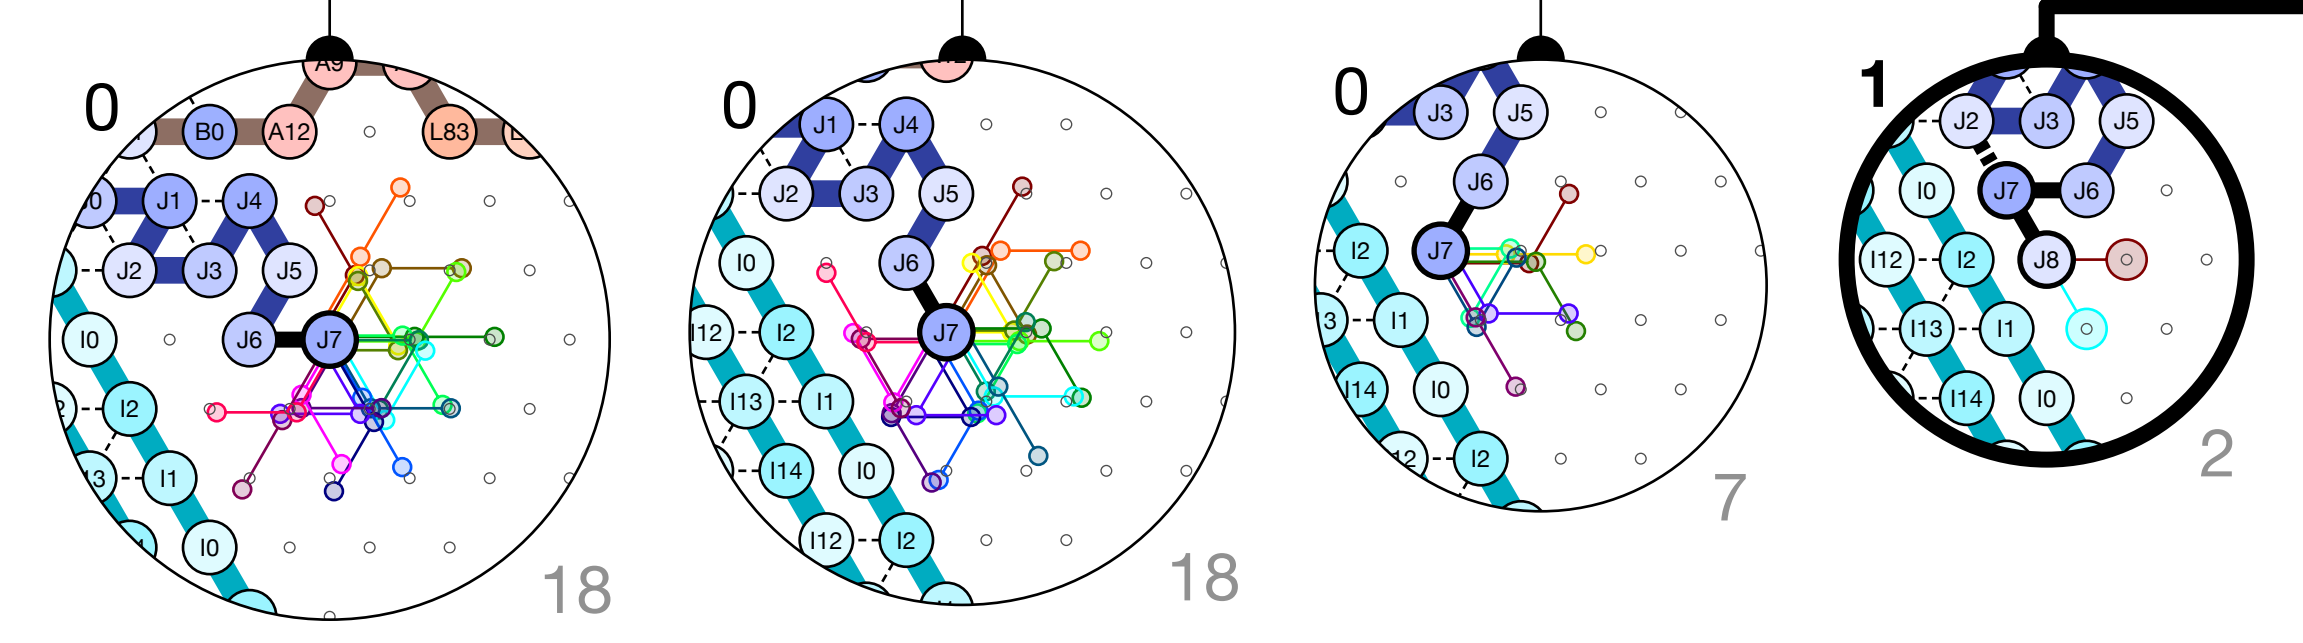 0
A9
B0 A12 L83
J1 J4
J2 J3 J5
I0 J6 J7
I2
I1
I0
18
0
J1 J4
J2 J3 J5
I0 J6
I12 I2 J7
I13 I1
I14 I0
I12 I2
18
0
J3 J5
J6
I2 J7
I1
I14 I0
I2
7
1
J2 J3 J5
I0 J7 J6
I12 I2 J8
I13 I1
I14 I0
2